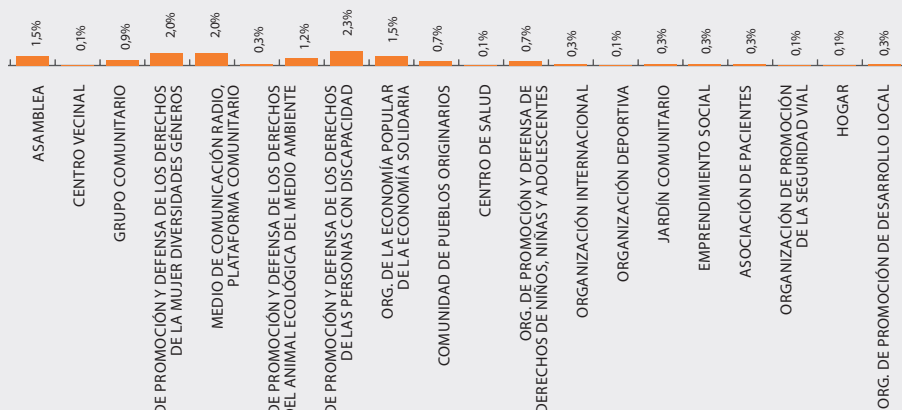 1,5%
0,1%
0,9%
2,0%
2,0%
0,3%
1,2%
2,3%
1,5%
0,7%
0,1%
0,7%
0,3%
0,1%
0,3%
0,3%
0,3%
0,1%
0,1%
0,3%
ASAMBLEA
CENTRO VECINAL
GRUPO COMUNITARIO
DE PROMOCIÓN Y DEFENSA DE LOS DERECHOS
DE LA MUJER DIVERSIDADES GÉNEROS
MEDIO DE COMUNICACIÓN RADIO,
PLATAFORMA COMUNITARIO
DE PROMOCIÓN Y DEFENSA DE LOS DERECHOS
DEL ANIMAL ECOLÓGICA DEL MEDIO AMBIENTE
DE PROMOCIÓN Y DEFENSA DE LOS DERECHOS
DE LAS PERSONAS CON DISCAPACIDAD
ORG. DE LA ECONOMÍA POPULAR
DE LA ECONOMÍA SOLIDARIA
COMUNIDAD DE PUEBLOS ORIGINARIOS
CENTRO DE SALUD
ORG. DE PROMOCIÓN Y DEFENSA DE
DERECHOS DE NIÑOS, NIÑAS Y ADOLESCENTES
ORGANIZACIÓN INTERNACIONAL
ORGANIZACIÓN DEPORTIVA
JARDÍN COMUNITARIO
EMPRENDIMIENTO SOCIAL
ASOCIACIÓN DE PACIENTES
ORGANIZACIÓN DE PROMOCIÓN
DE LA SEGURIDAD VIAL
HOGAR
ORG. DE PROMOCIÓN DE DESARROLLO LOCAL